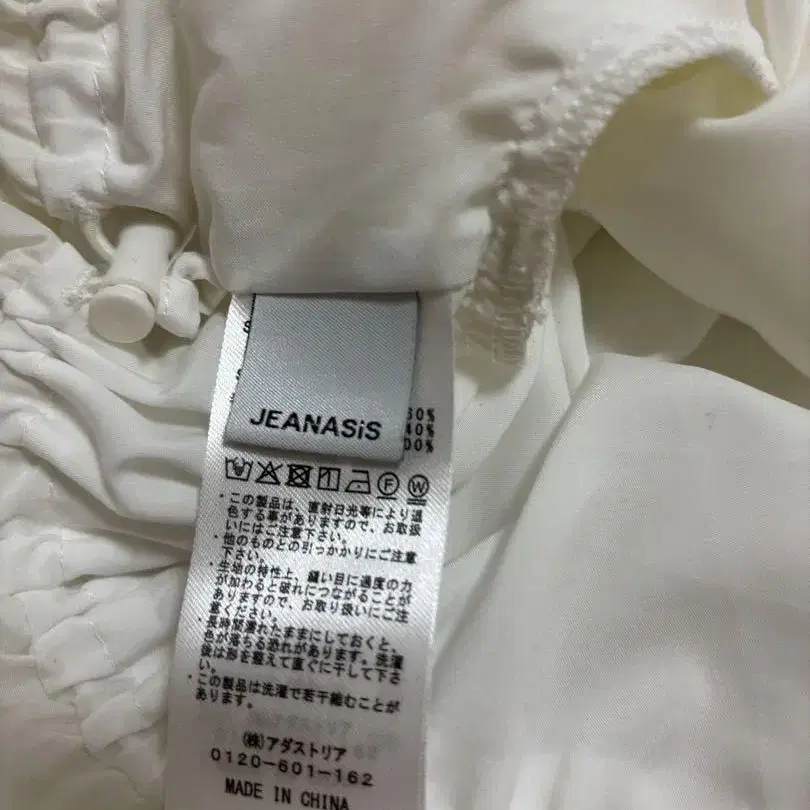 JEANASiS
60%
40%
00%
・この製品は、直射日光等により退
色する事がありますので、お取扱
いにはご注意下さい。
・他のものとの引っかかりにご注意
下さい。
・生地の特性上、縫い目に過度の力
が加わると破れにつながることが
ありますので、お取り扱いにご注
意ください。
・長時間濡れたままにしておくと、
色が落ちる恐れがあります。洗濯
後は形を整えて直ぐに干して下さ
い。
・この製品は洗濯で若干縮むことが
あります。
(株)アダストリア
0120-601-162
MADE IN CHINA